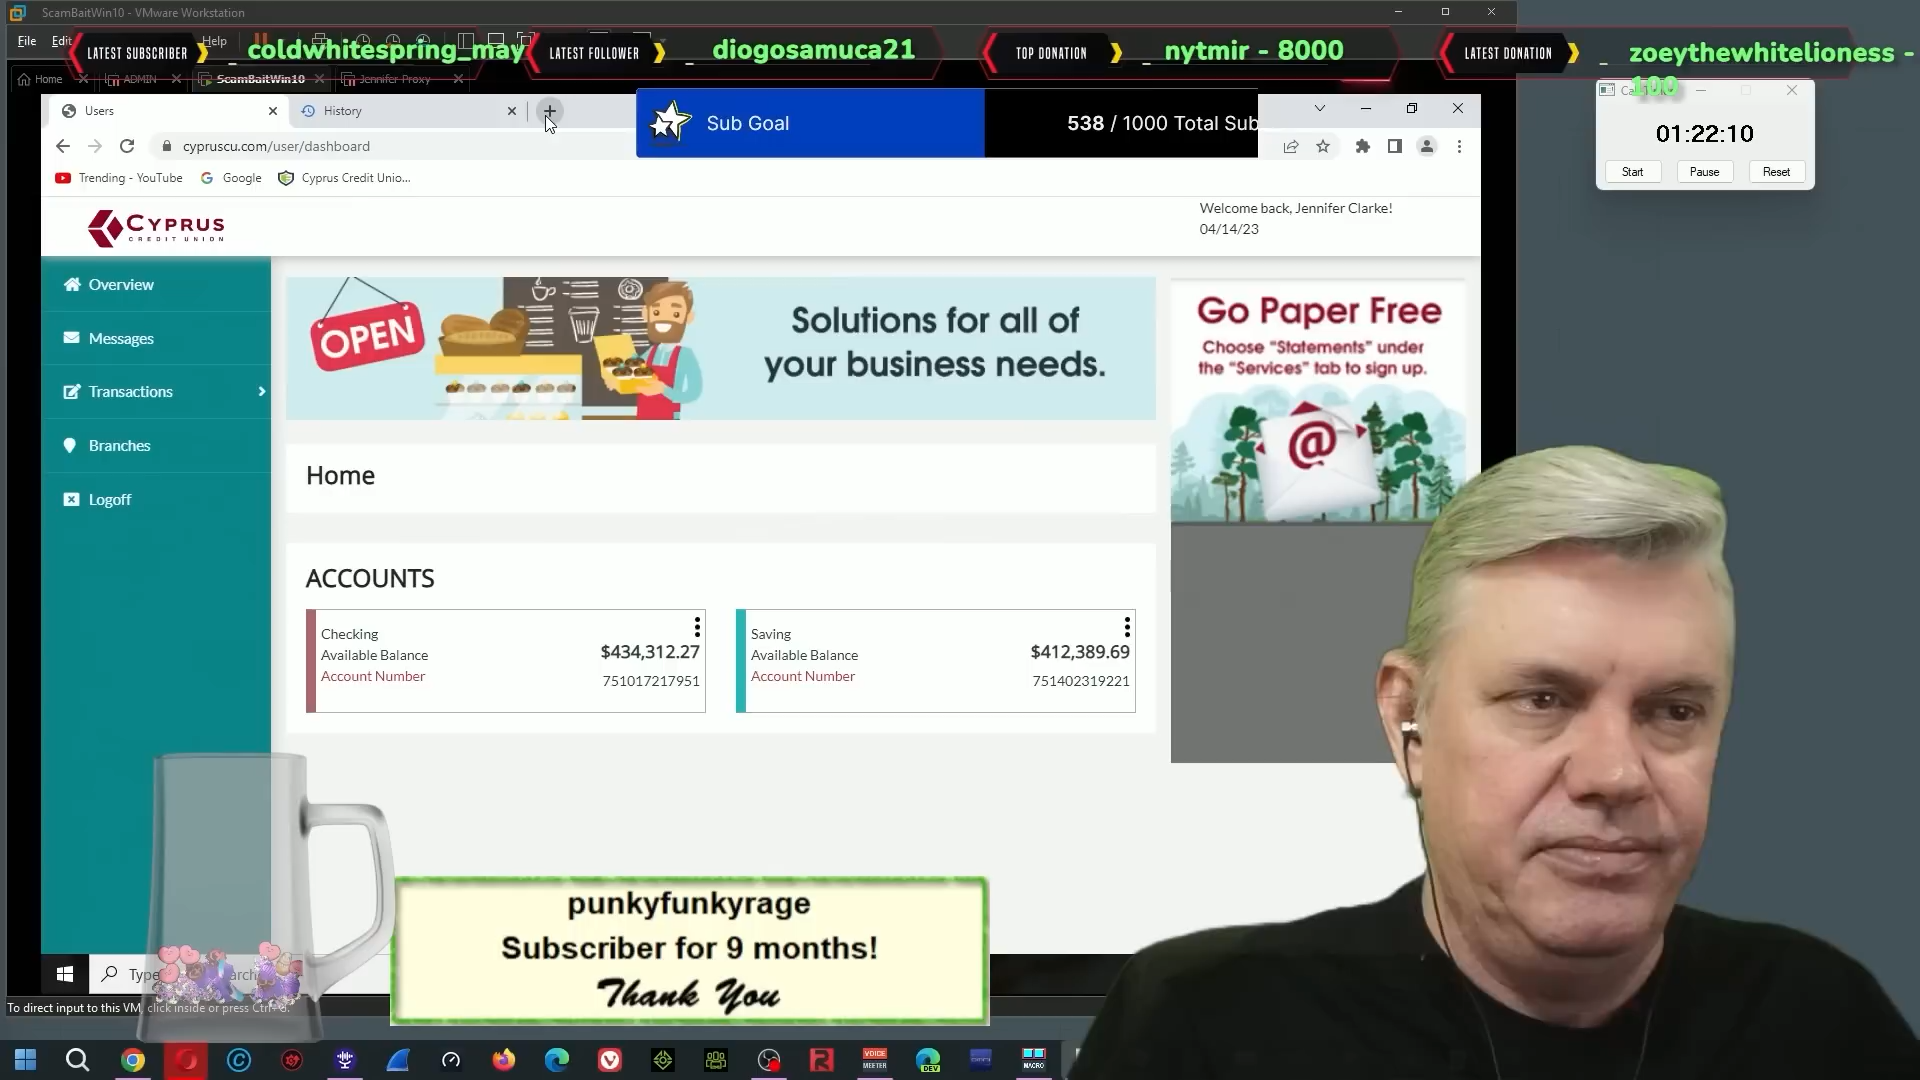 ScamBaitWin10 - VMware Workstation
File
Edit
Help
LATEST SUBSCRIBER
coldwhitespring_may
LATEST FOLLOWER
_ diogosamuca21
TOP DONATION
_ nytmir - 8000
LATEST DONATION
_ zoeythewhitelioness -
100
Home
ADMIN
ScamBaitWin10
Jennifer Proxy
Users
History
Sub Goal
538 / 1000 Total Sub
01:22:10
Start
Pause
Reset
cypruscu.com/user/dashboard
Trending - YouTube
Google
Cyprus Credit Unio...
CYPRUS
CREDIT UNION
Welcome back, Jennifer Clarke!
04/14/23
Overview
Messages
Transactions
Branches
Logoff
OPEN
Solutions for all of
your business needs.
Go Paper Free
Choose "Statements" under
the "Services" tab to sign up.
@
Home
ACCOUNTS
Checking
Available Balance
$434,312.27
Account Number
751017217951
Saving
Available Balance
$412,389.69
Account Number
751402319221
punkyfunkyrage
Subscriber for 9 months!
Thank You
Type
To direct input to this VM, click inside or press Ctrl+G.
VOICE
MEETER
DEV
MACRO